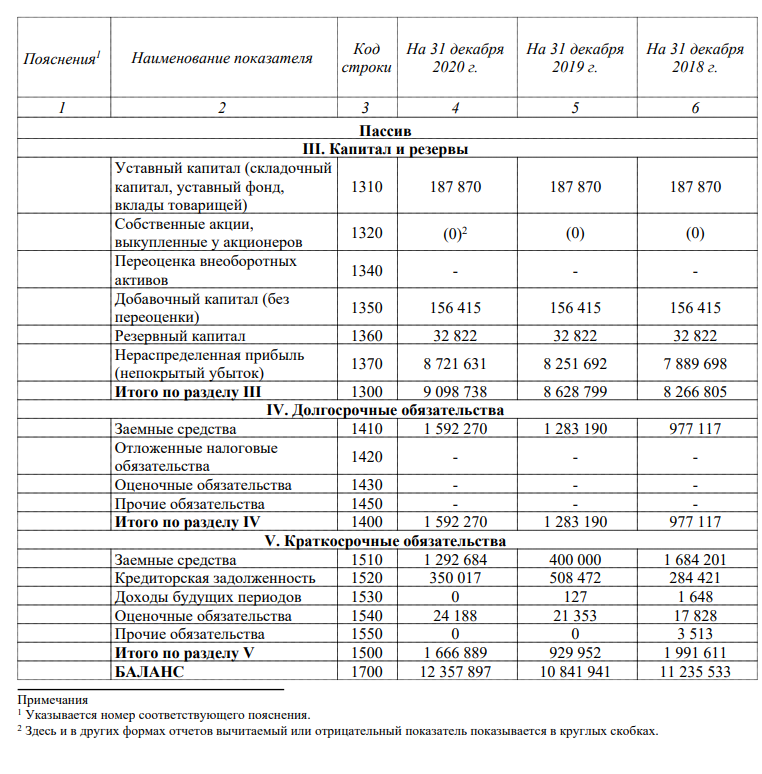 Пояснения¹ Наименование показателя Код строки На 31 декабря 2020 г. На 31 декабря 2019 г. На 31 декабря 2018 г.
1 2 3 4 5 6
Пассив
III. Капитал и резервы
Уставный капитал (складочный
капитал, уставный фонд, 1310 187 870 187 870 187 870
вклады товарищей)
Собственные акции,
выкупленные у акционеров 1320 (0)² (0) (0)
Переоценка внеоборотных
активов 1340 - - -
Добавочный капитал (без
переоценки) 1350 156 415 156 415 156 415
Резервный капитал 1360 32 822 32 822 32 822
Нераспределенная прибыль
(непокрытый убыток) 1370 8 721 631 8 251 692 7 889 698
Итого по разделу III 1300 9 098 738 8 628 799 8 266 805
IV. Долгосрочные обязательства
Заемные средства 1410 1 592 270 1 283 190 977 117
Отложенные налоговые
обязательства 1420 - - -
Оценочные обязательства 1430 - - -
Прочие обязательства 1450 - - -
Итого по разделу IV 1400 1 592 270 1 283 190 977 117
V. Краткосрочные обязательства
Заемные средства 1510 1 292 684 400 000 1 684 201
Кредиторская задолженность 1520 350 017 508 472 284 421
Доходы будущих периодов 1530 0 127 1 648
Оценочные обязательства 1540 24 188 21 353 17 828
Прочие обязательства 1550 0 0 3 513
Итого по разделу V 1500 1 666 889 929 952 1 991 611
БАЛАНС 1700 12 357 897 10 841 941 11 235 533
Примечания
¹ Указывается номер соответствующего пояснения.
² Здесь и в других формах отчетов вычитаемый или отрицательный показатель показывается в круглых скобках.